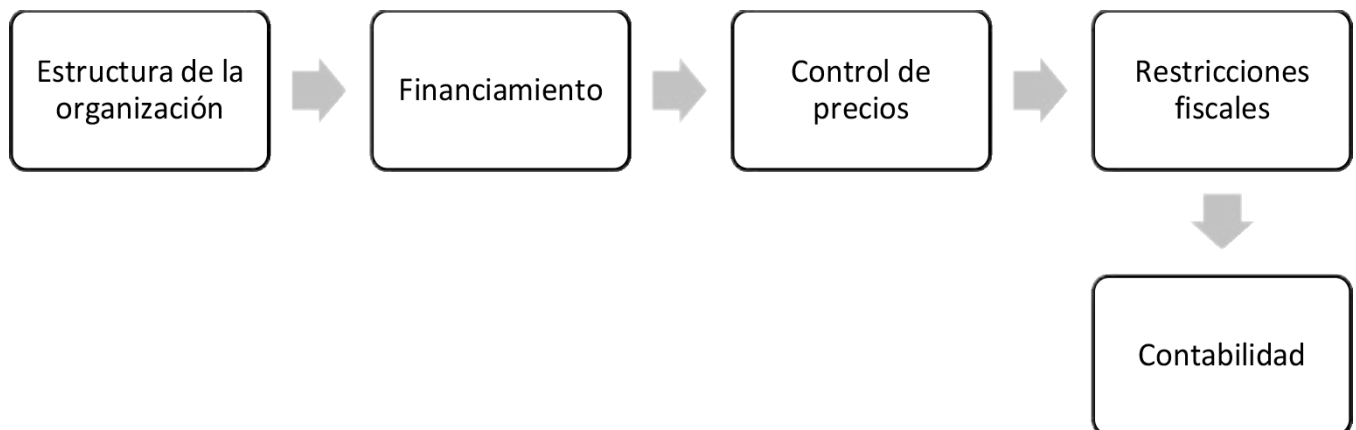 Estructura de la
organización
Financiamiento
Control de
precios
Restricciones
fiscales
Contabilidad